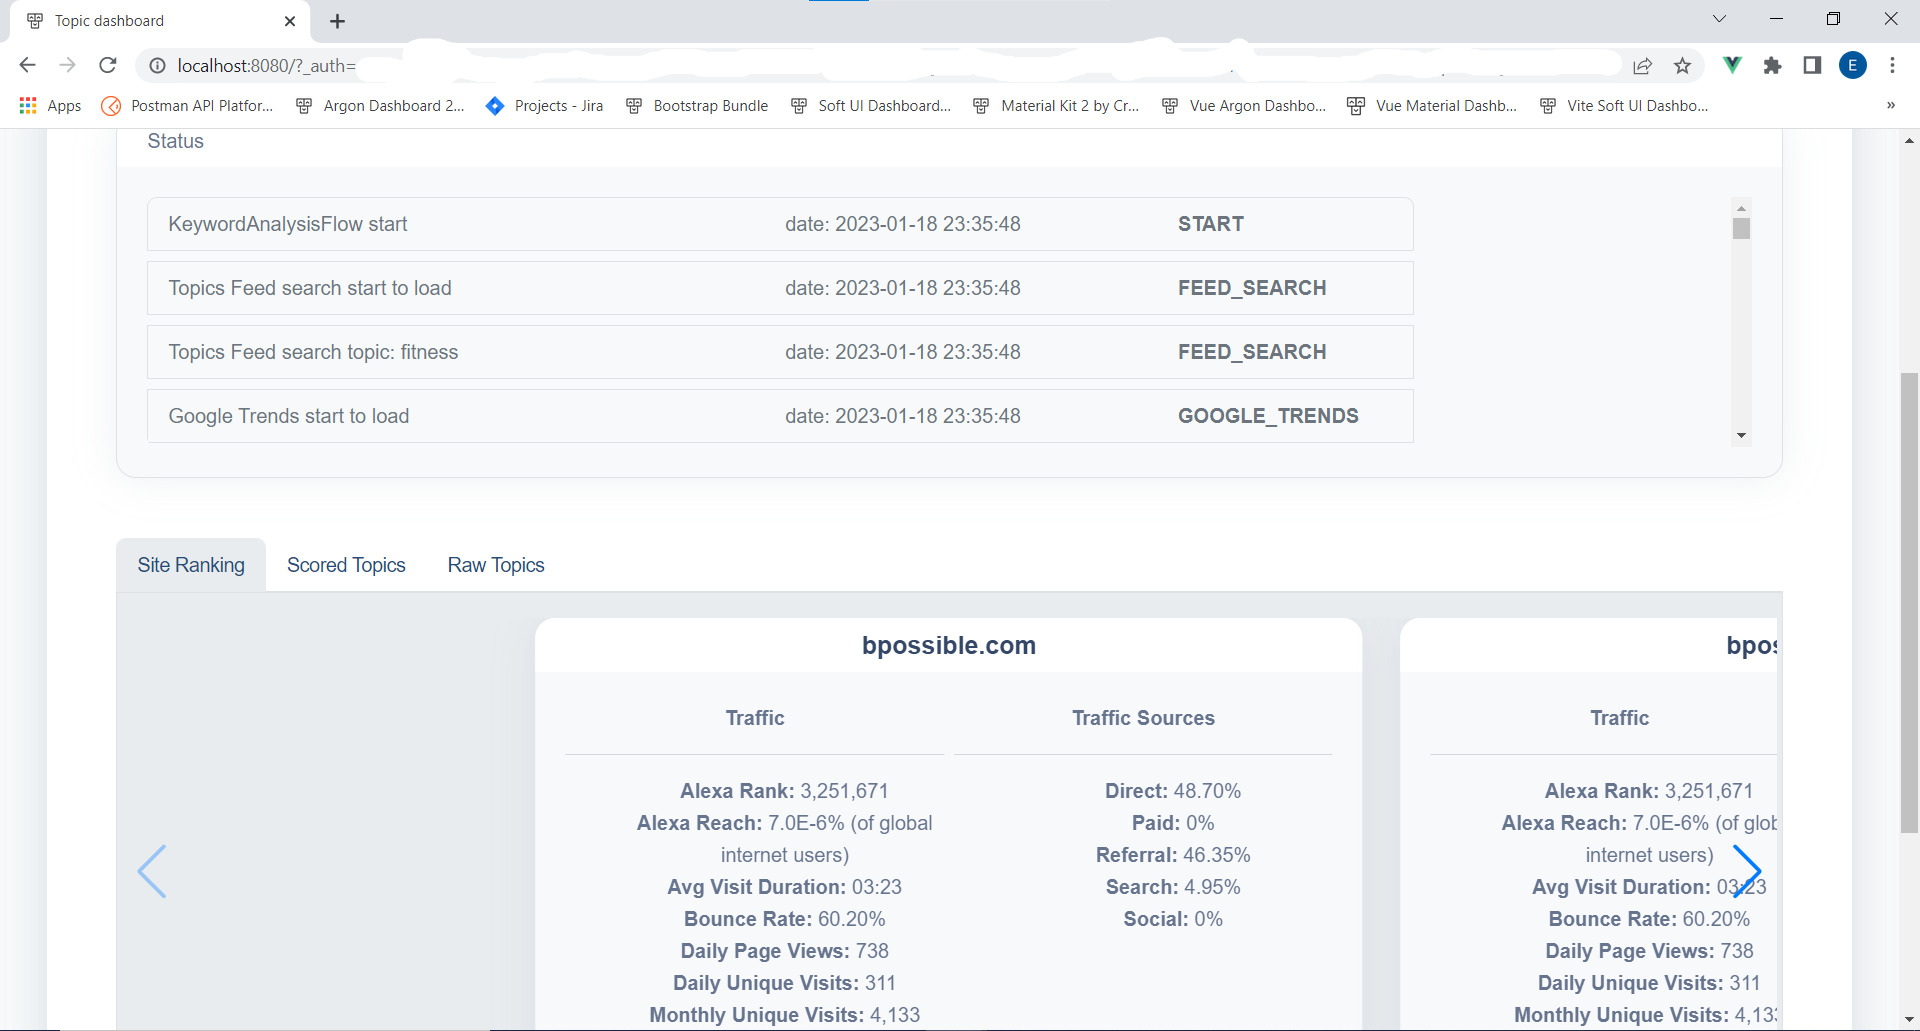 Topic dashboard
localhost:8080/?_auth=
Apps
Postman API Platfor...
Argon Dashboard 2...
Projects - Jira
Bootstrap Bundle
Soft UI Dashboard...
Material Kit 2 by Cr...
Vue Argon Dashbo...
Vue Material Dashb...
Vite Soft UI Dashbo...
»
E
Status
KeywordAnalysisFlow start date: 2023-01-18 23:35:48 START
Topics Feed search start to load date: 2023-01-18 23:35:48 FEED_SEARCH
Topics Feed search topic: fitness date: 2023-01-18 23:35:48 FEED_SEARCH
Google Trends start to load date: 2023-01-18 23:35:48 GOOGLE_TRENDS
Site Ranking Scored Topics Raw Topics
bpossible.com
Traffic
Alexa Rank: 3,251,671
Alexa Reach: 7.0E-6% (of global
internet users)
Avg Visit Duration: 03:23
Bounce Rate: 60.20%
Daily Page Views: 738
Daily Unique Visits: 311
Monthly Unique Visits: 4,133
Traffic Sources
Direct: 48.70%
Paid: 0%
Referral: 46.35%
Search: 4.95%
Social: 0%
bpos
Traffic
Alexa Rank: 3,251,671
Alexa Reach: 7.0E-6% (of glob
internet users)
Avg Visit Duration: 03:23
Bounce Rate: 60.20%
Daily Page Views: 738
Daily Unique Visits: 311
Monthly Unique Visits: 4,133